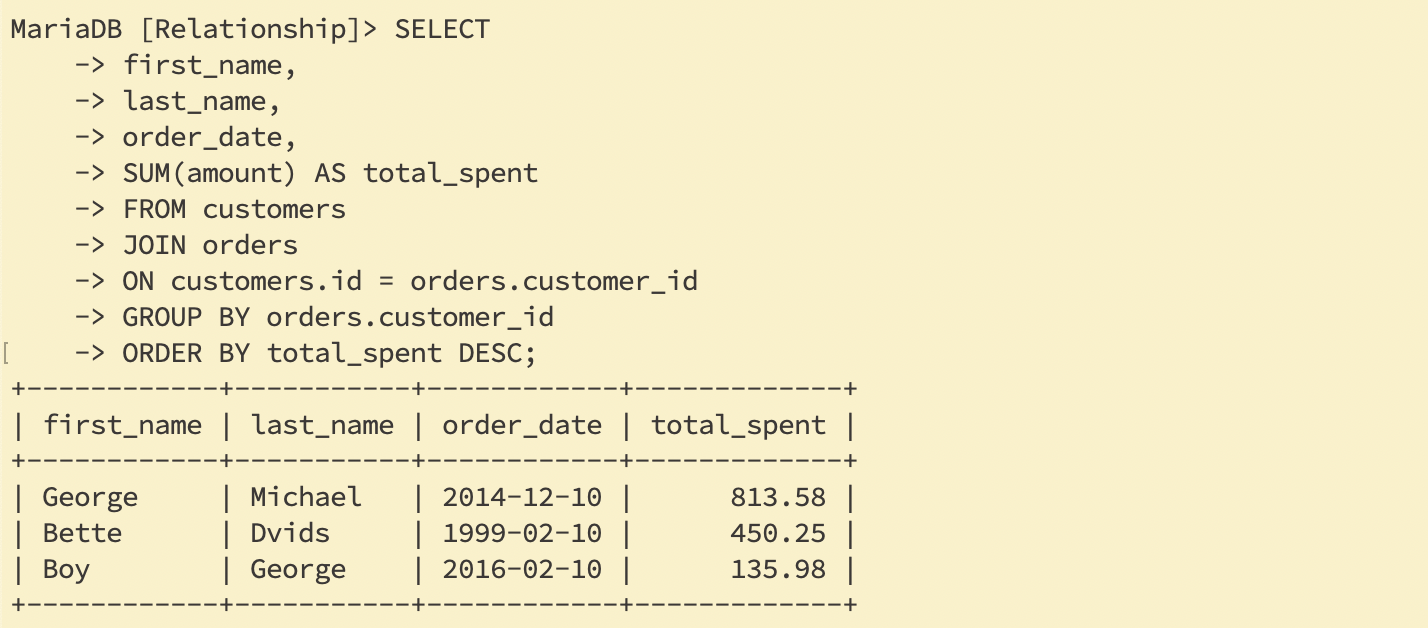 MariaDB [Relationship]> SELECT
    -> first_name,
    -> last_name,
    -> order_date,
    -> SUM(amount) AS total_spent
    -> FROM customers
    -> JOIN orders
    -> ON customers.id = orders.customer_id
    -> GROUP BY orders.customer_id
[    -> ORDER BY total_spent DESC;
+------------+-----------+------------+-------------+
| first_name | last_name | order_date | total_spent |
+------------+-----------+------------+-------------+
| George     | Michael   | 2014-12-10 |      813.58 |
| Bette      | Dvids     | 1999-02-10 |      450.25 |
| Boy        | George    | 2016-02-10 |      135.98 |
+------------+-----------+------------+-------------+